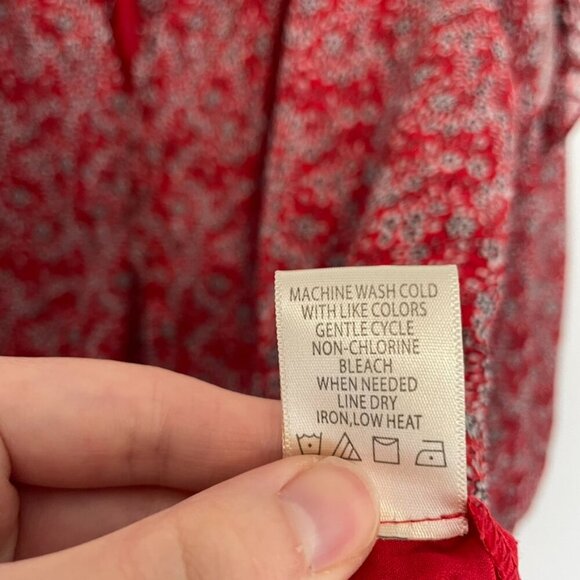 MACHINE WASH COLD
WITH LIKE COLORS
GENTLE CYCLE
NON-CHLORINE
BLEACH
WHEN NEEDED
LINE DRY
IRON,LOW HEAT